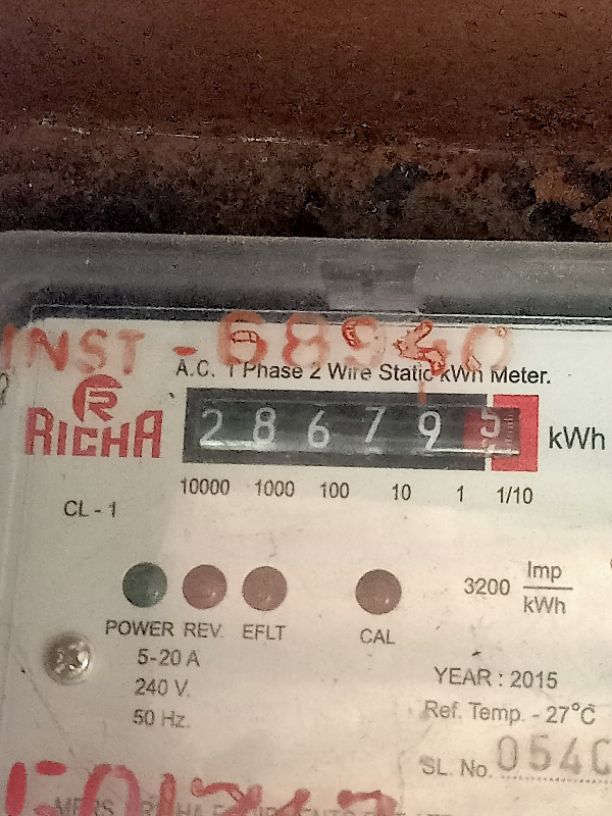 INST - 68940
A.C. 1 Phase 2 Wire Static kWh Meter.
RICHA
2 8 6 7 9 5 kWh
10000 1000 100 10 1 1/10
CL - 1
3200 Imp
kWh
POWER REV. EFLT CAL
5-20 A
240 V.
50 Hz.
YEAR : 2015
Ref. Temp. - 27°C
SL. No. 0540